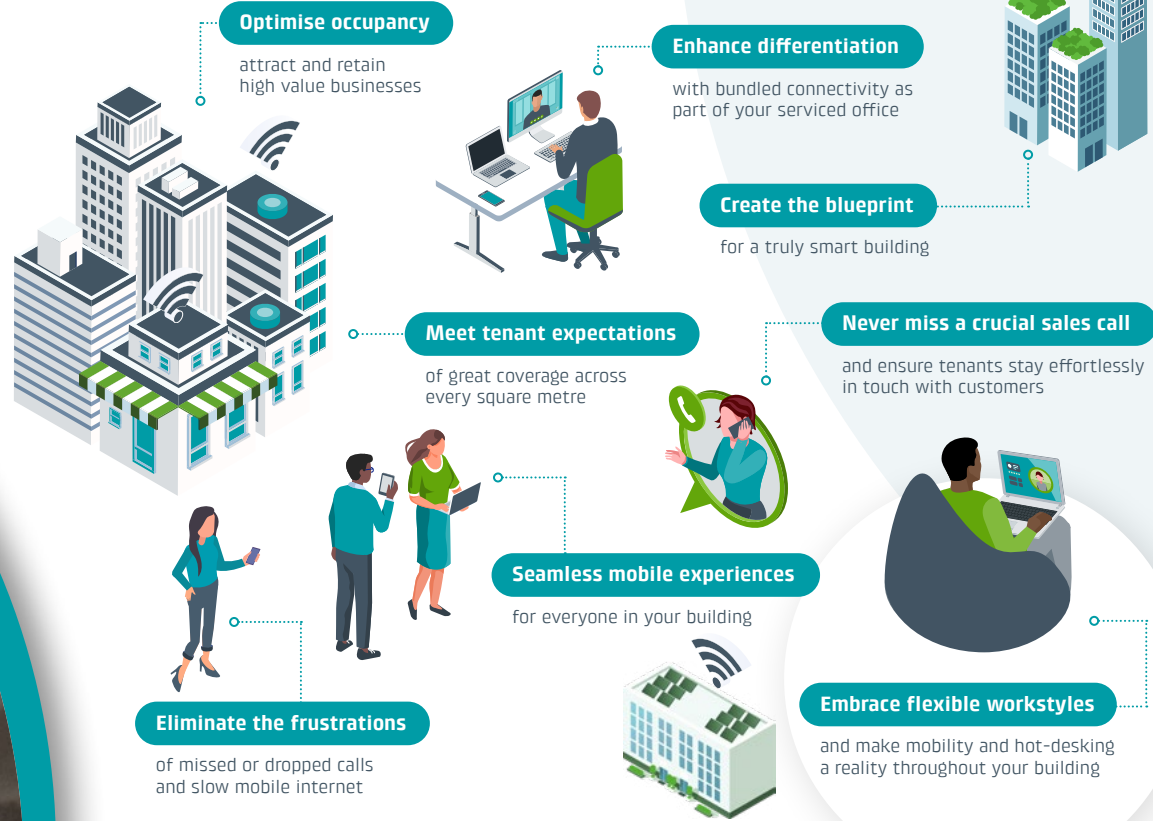 Optimise occupancy
attract and retain
high value businesses
Enhance differentiation
with bundled connectivity as
part of your serviced office
Create the blueprint
for a truly smart building
Meet tenant expectations
of great coverage across
every square metre
Never miss a crucial sales call
and ensure tenants stay effortlessly
in touch with customers
Seamless mobile experiences
for everyone in your building
Eliminate the frustrations
of missed or dropped calls
and slow mobile internet
Embrace flexible workstyles
and make mobility and hot-desking
a reality throughout your building